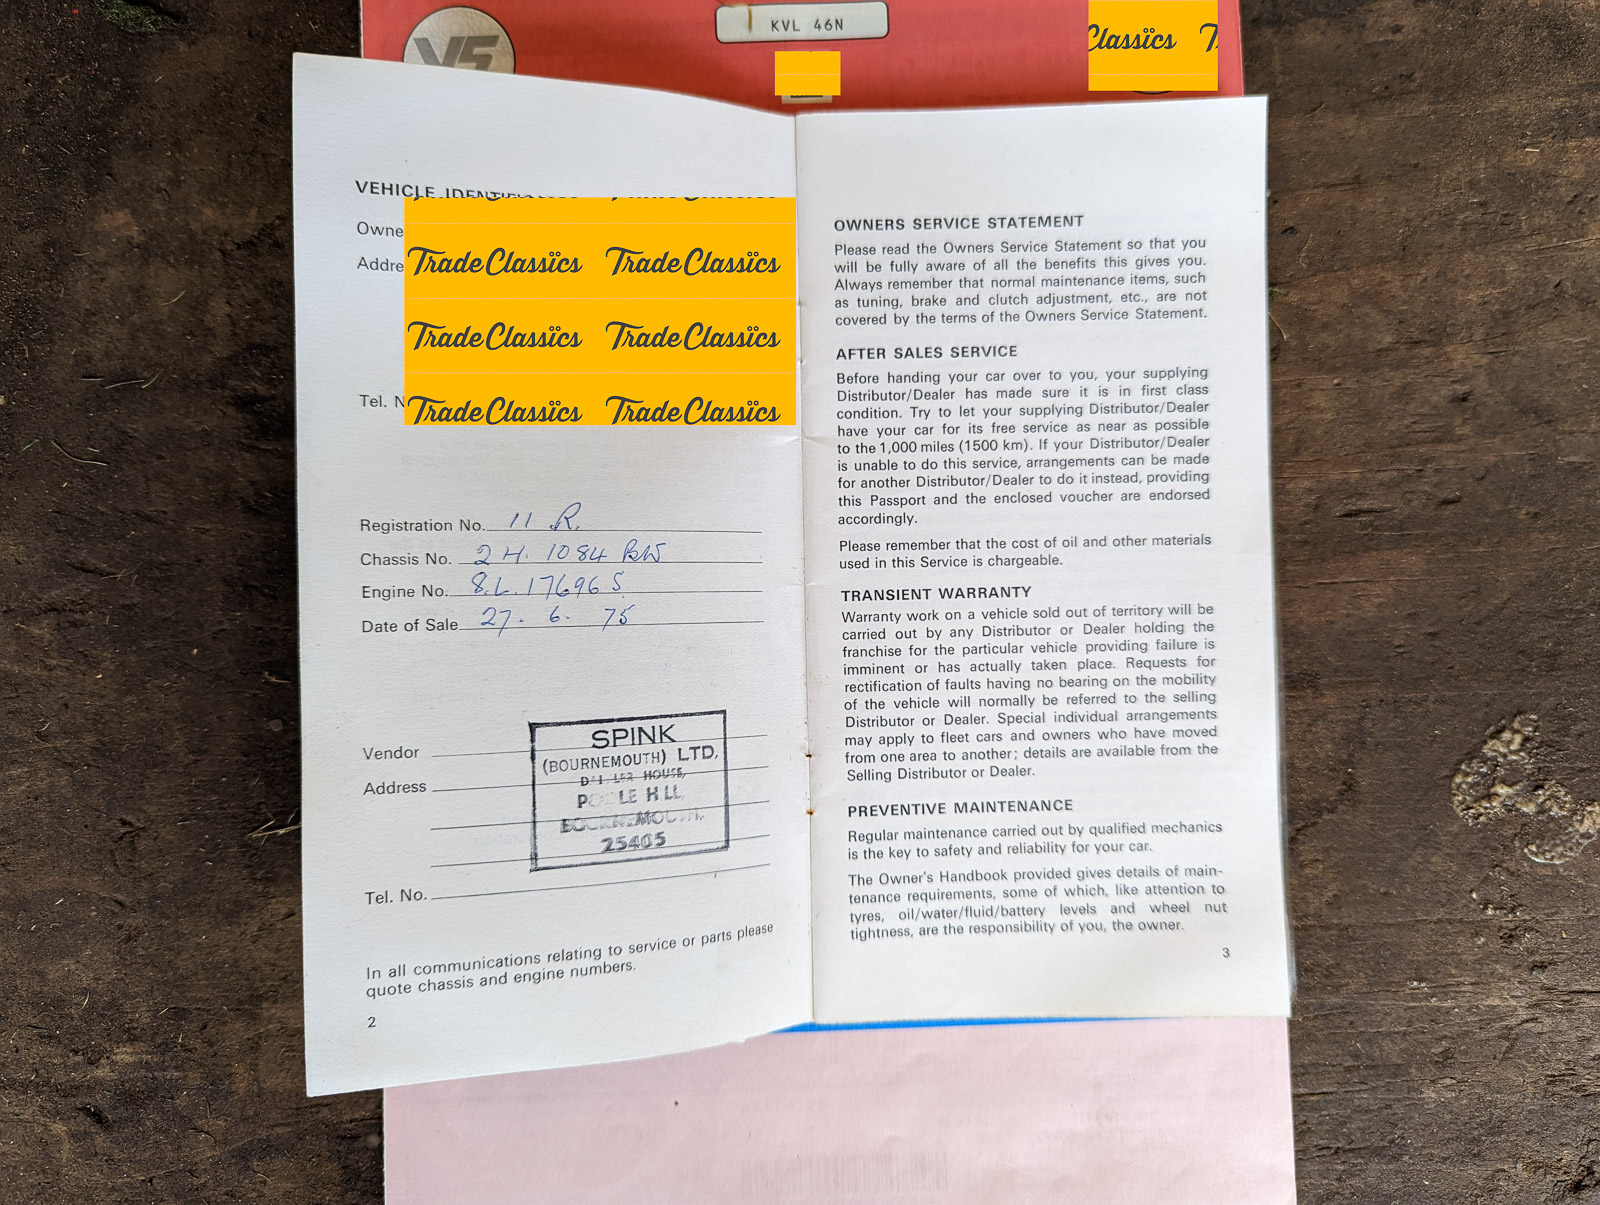 V5
KVL 46N
Classics T
VEHICLE IDENTIFIC
Owne
Addre
Trade Classics Trade Classics
Trade Classics Trade Classics
Tel. N
Trade Classics Trade Classics
Registration No. 11 R.
Chassis No. 2H. 1084 BW
Engine No. 8.L.17696 S
Date of Sale 27. 6. 75
Vendor
Address
SPINK
(BOURNEMOUTH) LTD.
DAIMLER HOUSE,
POOLE HILL,
BOURNEMOUTH.
25405
Tel. No.
In all communications relating to service or parts please
quote chassis and engine numbers.
2
OWNERS SERVICE STATEMENT
Please read the Owners Service Statement so that you
will be fully aware of all the benefits this gives you.
Always remember that normal maintenance items, such
as tuning, brake and clutch adjustment, etc., are not
covered by the terms of the Owners Service Statement.
AFTER SALES SERVICE
Before handing your car over to you, your supplying
Distributor/Dealer has made sure it is in first class
condition. Try to let your supplying Distributor/Dealer
have your car for its free service as near as possible
to the 1,000 miles (1500 km). If your Distributor/Dealer
is unable to do this service, arrangements can be made
for another Distributor/Dealer to do it instead, providing
this Passport and the enclosed voucher are endorsed
accordingly.
Please remember that the cost of oil and other materials
used in this Service is chargeable.
TRANSIENT WARRANTY
Warranty work on a vehicle sold out of territory will be
carried out by any Distributor or Dealer holding the
franchise for the particular vehicle providing failure is
imminent or has actually taken place. Requests for
rectification of faults having no bearing on the mobility
of the vehicle will normally be referred to the selling
Distributor or Dealer. Special individual arrangements
may apply to fleet cars and owners who have moved
from one area to another; details are available from the
Selling Distributor or Dealer.
PREVENTIVE MAINTENANCE
Regular maintenance carried out by qualified mechanics
is the key to safety and reliability for your car.
The Owner's Handbook provided gives details of main-
tenance requirements, some of which, like attention to
tyres, oil/water/fluid/battery levels and wheel nut
tightness, are the responsibility of you, the owner.
3